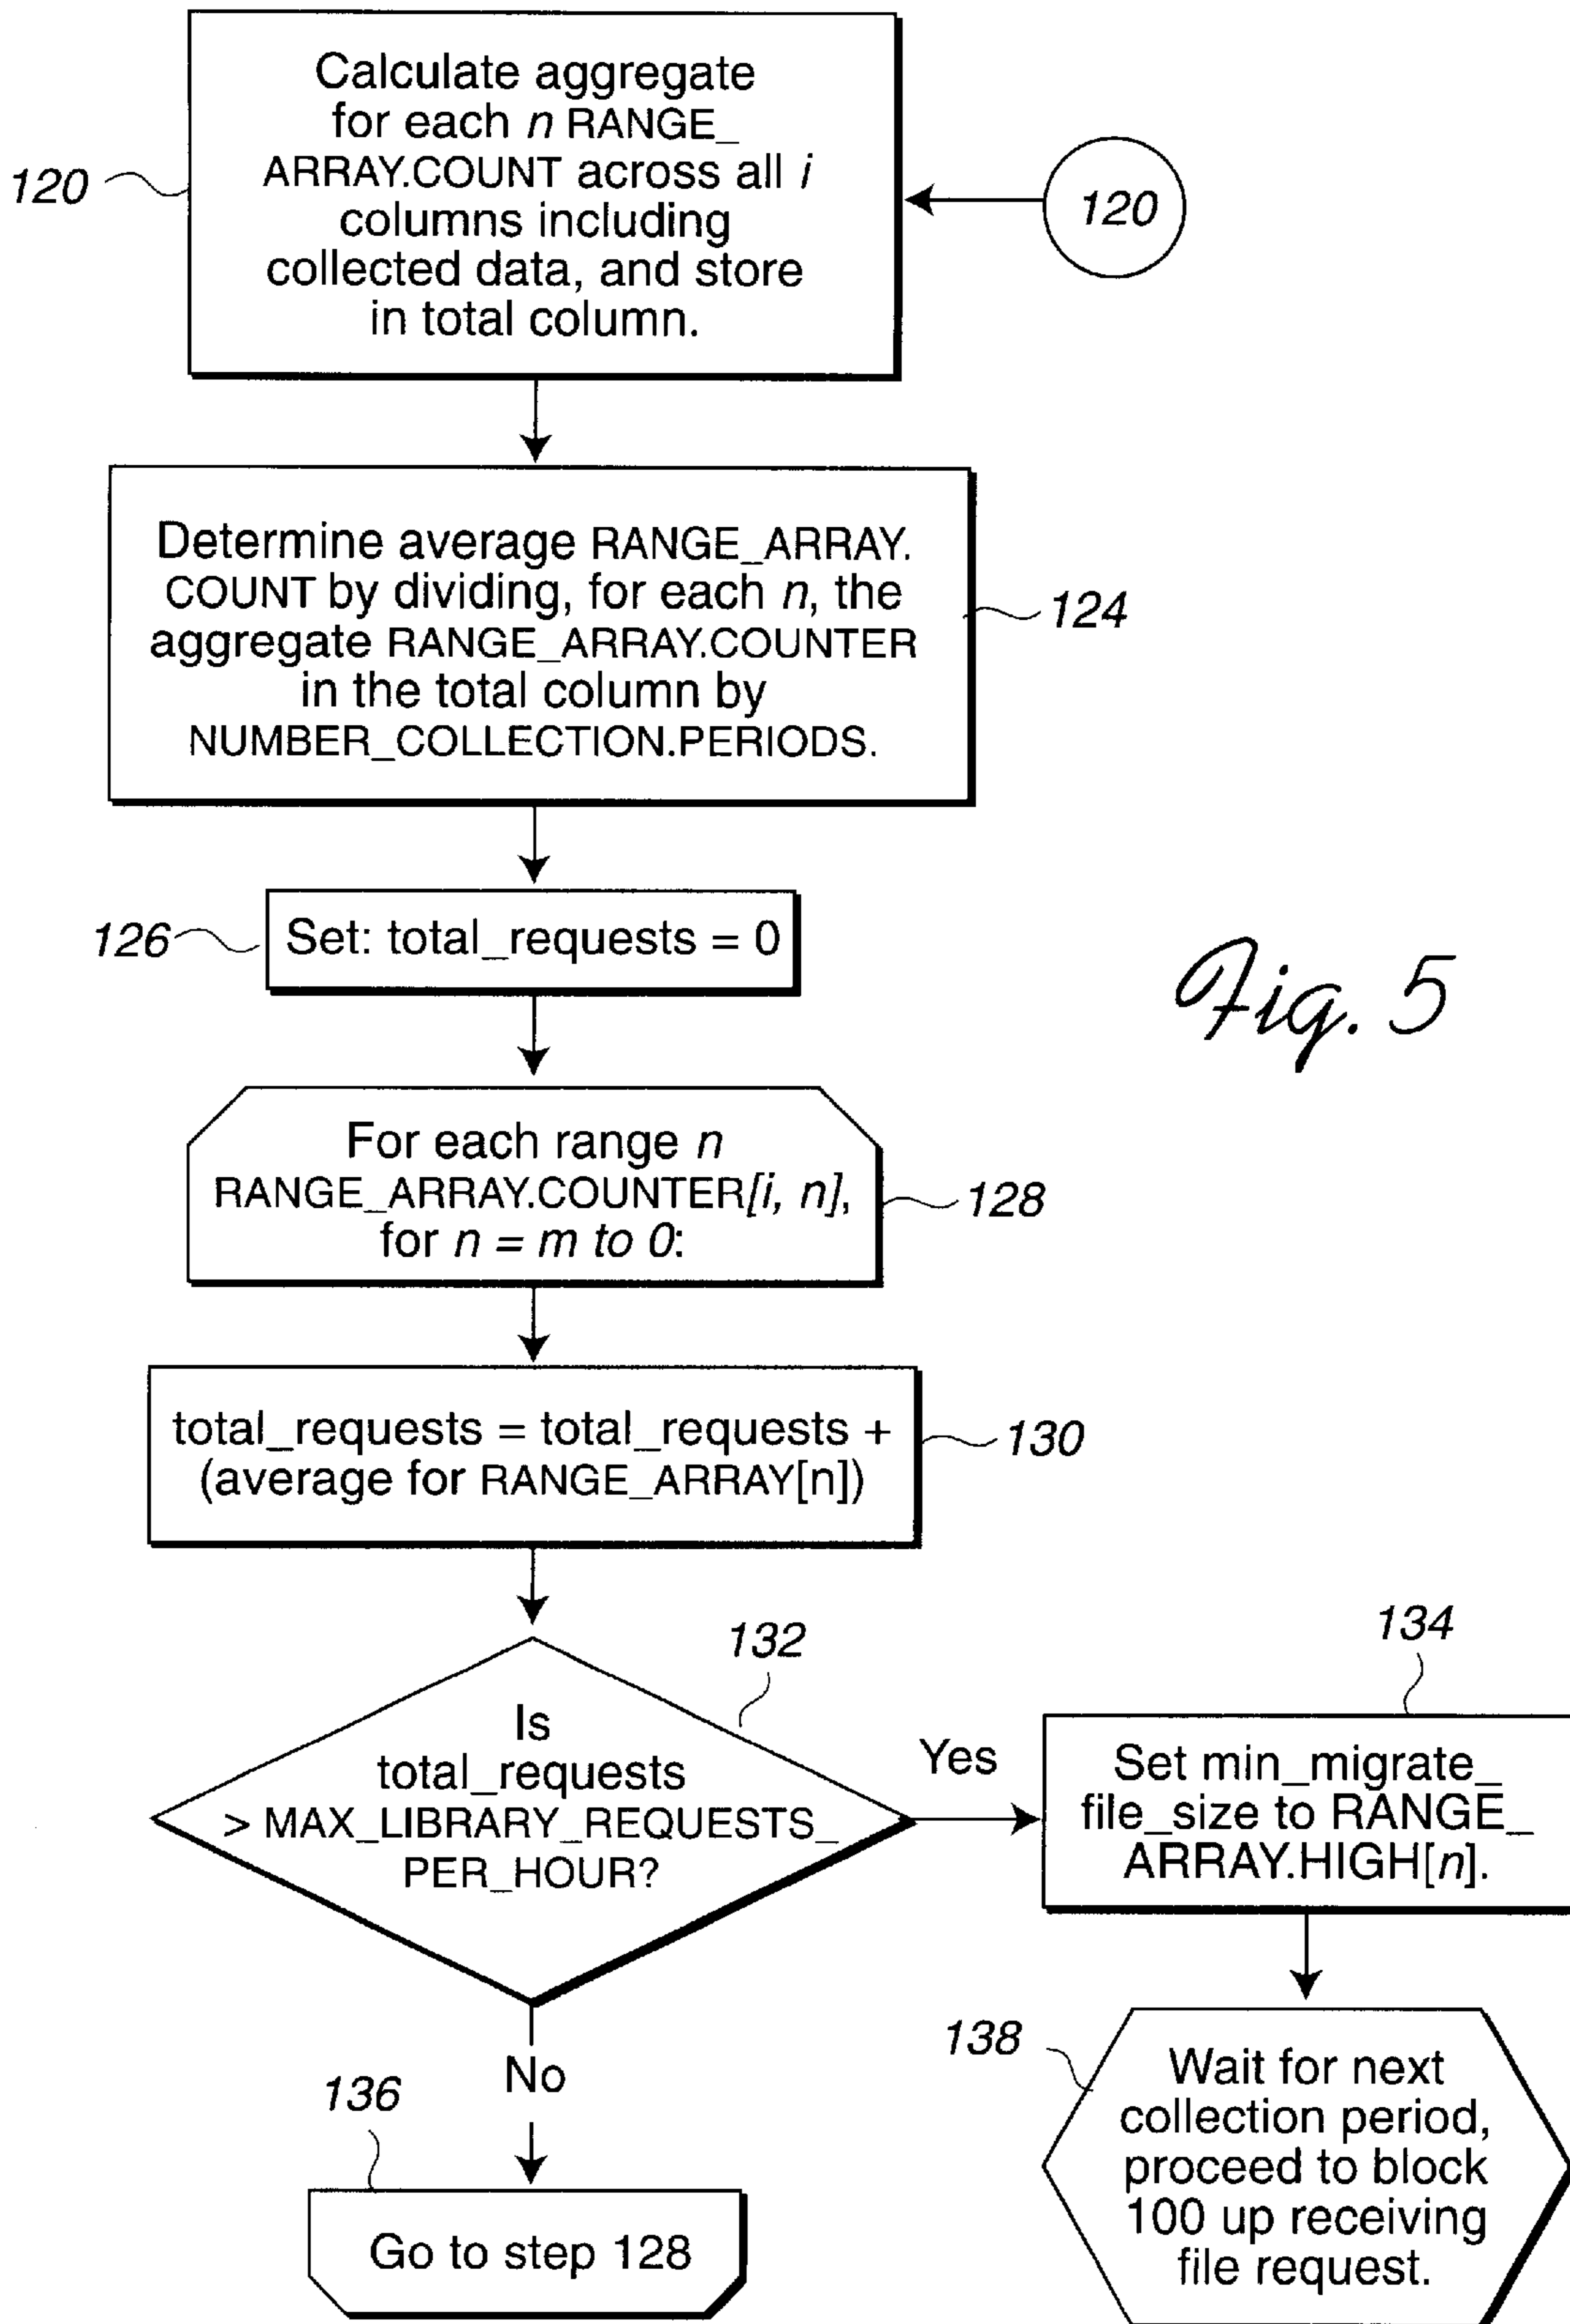 Calculate aggregate
for each n RANGE_
ARRAY.COUNT across all i
columns including
collected data, and store
in total column.
120
120
Determine average RANGE_ARRAY.
COUNT by dividing, for each n, the
aggregate RANGE_ARRAY.COUNTER
in the total column by
NUMBER_COLLECTION.PERIODS.
124
126
Set: total_requests = 0
Fig. 5
For each range n
RANGE_ARRAY.COUNTER[i, n],
for n = m to 0:
128
total_requests = total_requests +
(average for RANGE_ARRAY[n])
130
132
Is
total_requests
> MAX_LIBRARY_REQUESTS_
PER_HOUR?
Yes
134
Set min_migrate_
file_size to RANGE_
ARRAY.HIGH[n].
No
136
Go to step 128
138
Wait for next
collection period,
proceed to block
100 up receiving
file request.